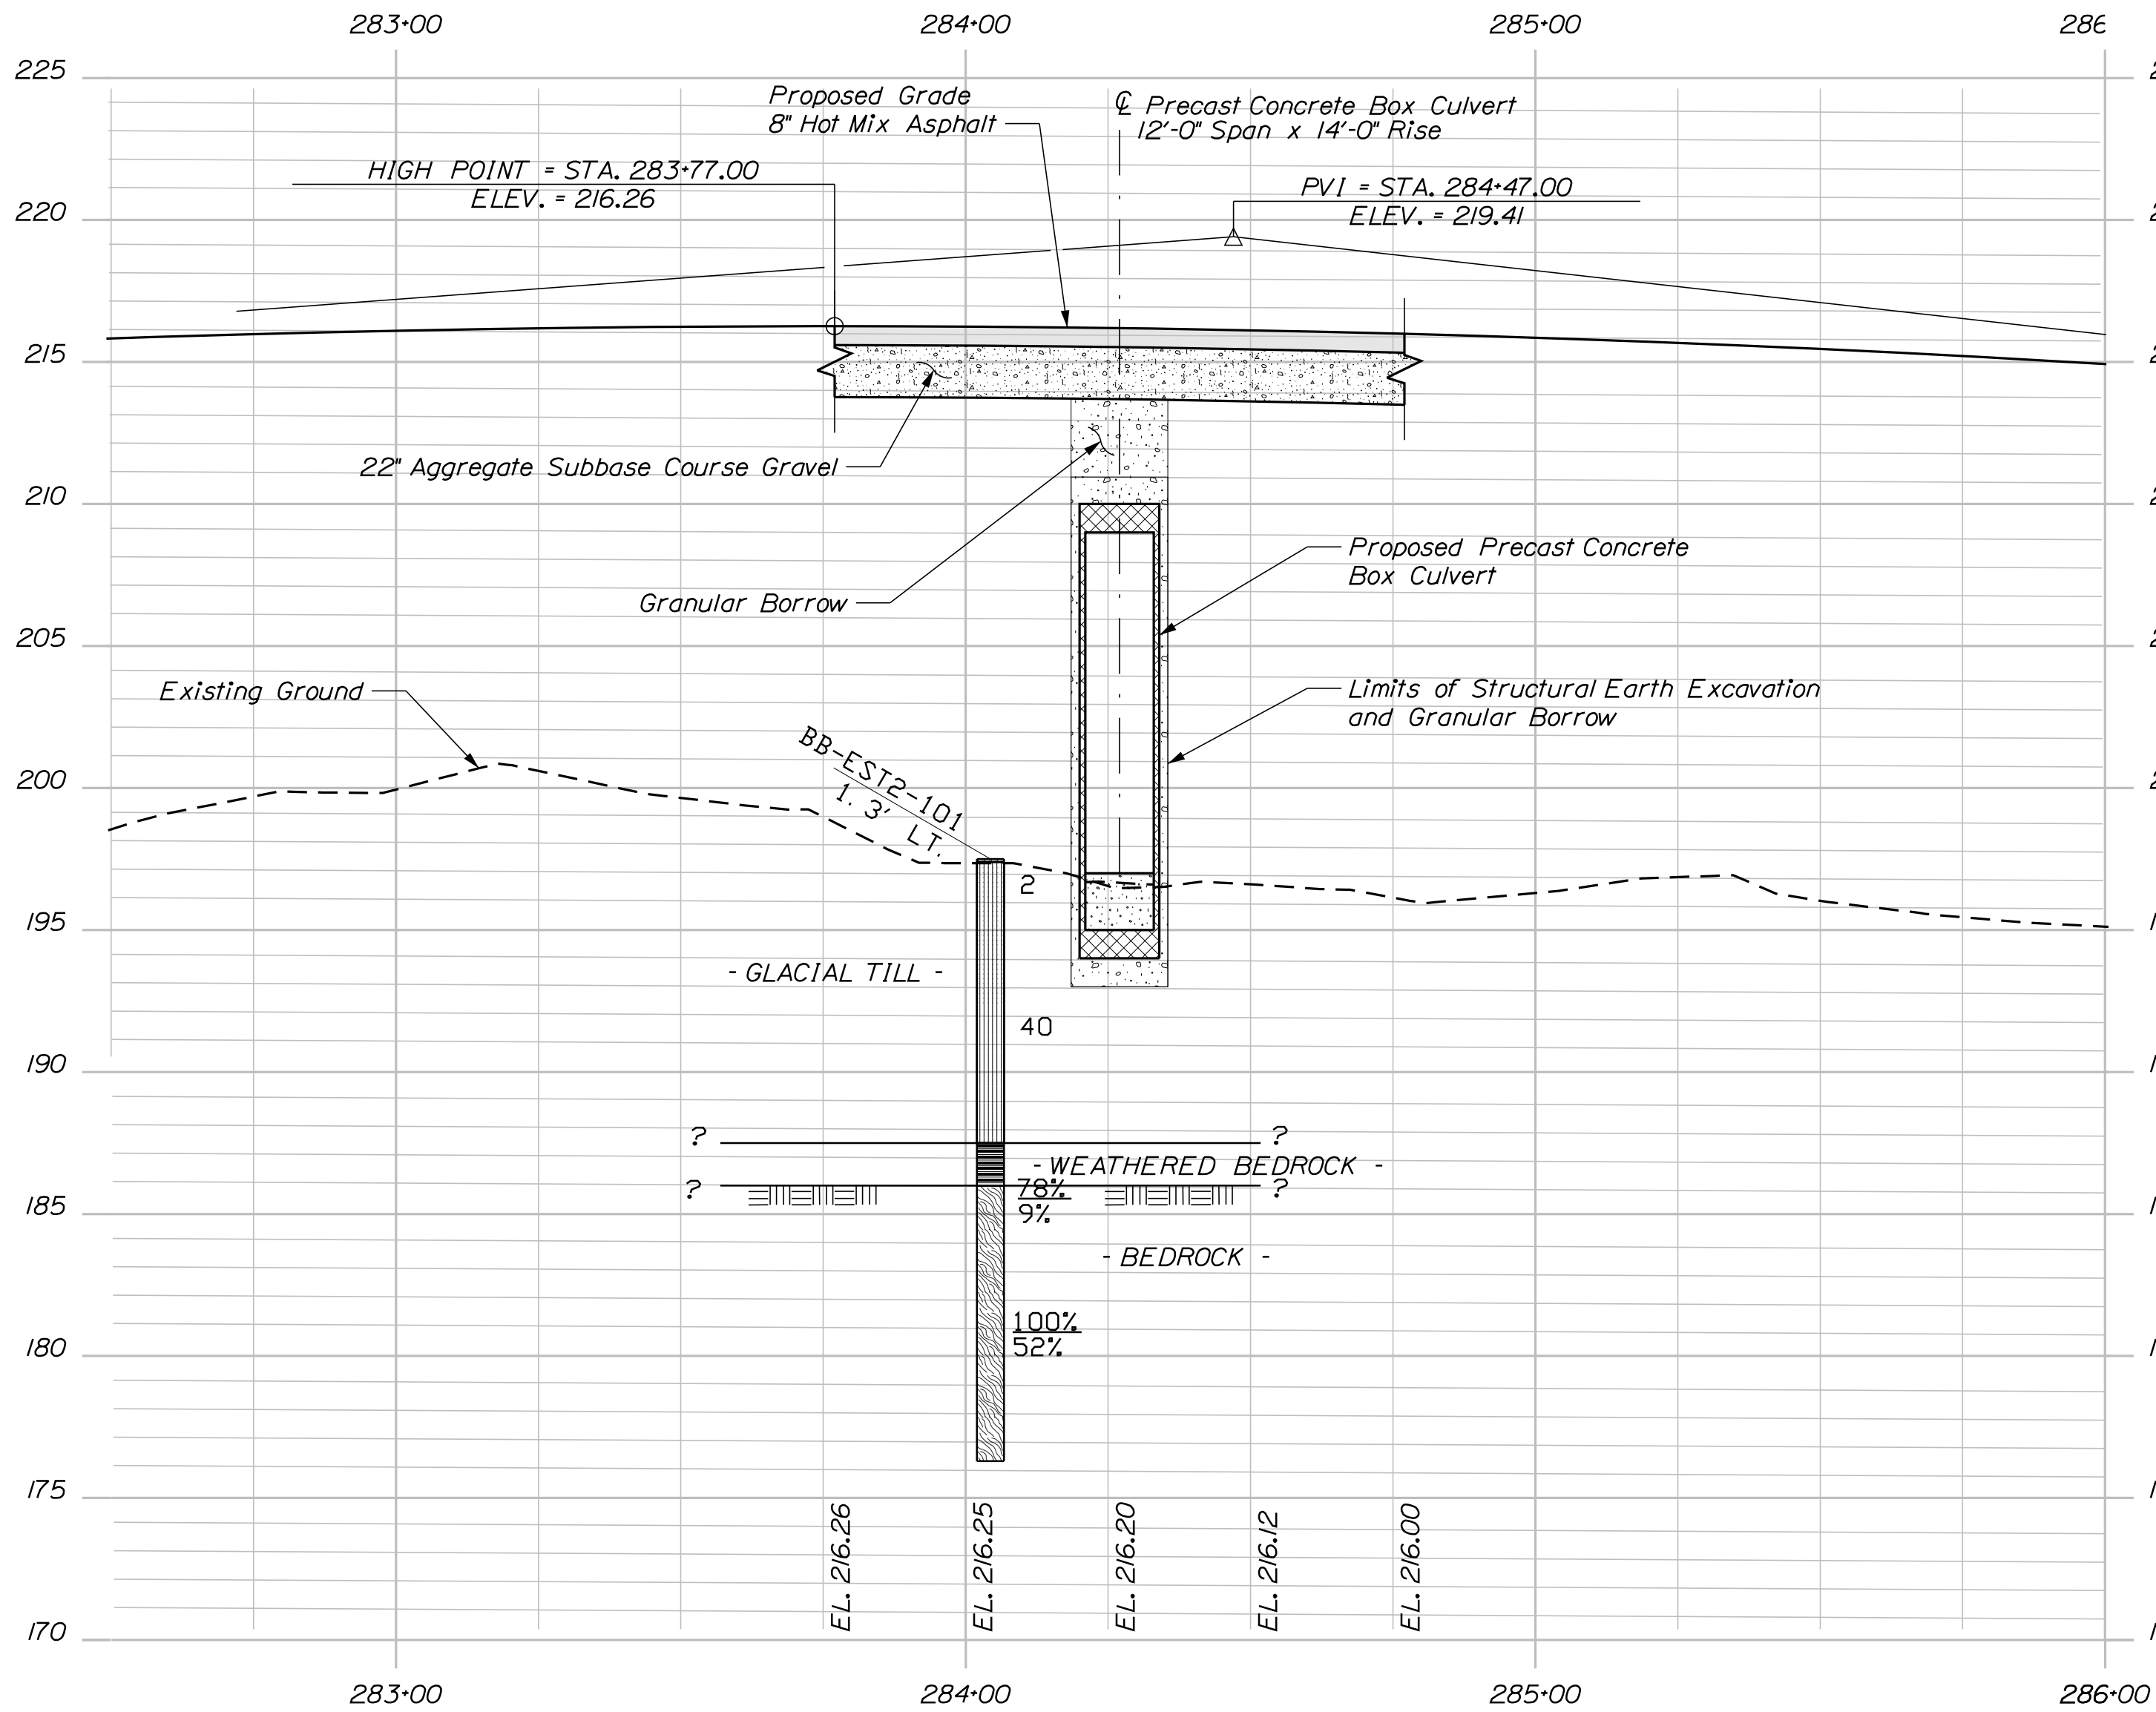 283+00 284+00 285+00 286
225
Proposed Grade
8" Hot Mix Asphalt
℄ Precast Concrete Box Culvert
12'-0" Span x 14'-0" Rise
HIGH POINT = STA. 283+77.00
ELEV. = 216.26
PVI = STA. 284+47.00
ELEV. = 219.41
220
215
22" Aggregate Subbase Course Gravel
210
Proposed Precast Concrete
Box Culvert
Granular Borrow
205
Existing Ground
Limits of Structural Earth Excavation
and Granular Borrow
BB-EST2-101
1.3' LT.
200
2
195
- GLACIAL TILL -
40
190
? ?
- WEATHERED BEDROCK -
? ?
78%
9%
185
- BEDROCK -
100%
52%
180
175
EL. 216.26
EL. 216.25
EL. 216.20
EL. 216.12
EL. 216.00
170
283+00 284+00 285+00 286+00